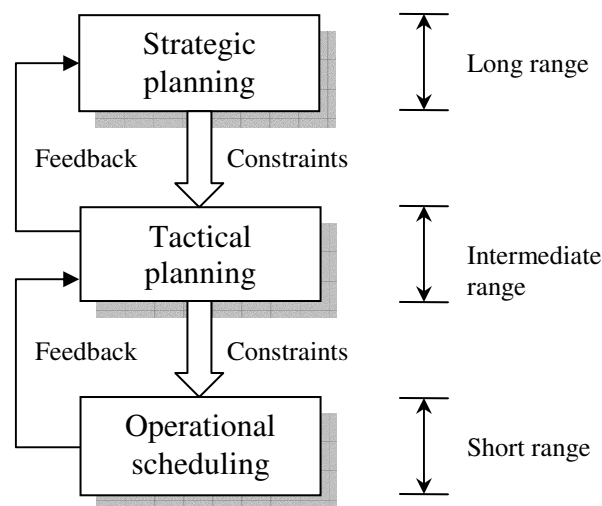 Strategic
planning
Long range
Feedback
Constraints
Tactical
planning
Intermediate
range
Feedback
Constraints
Operational
scheduling
Short range